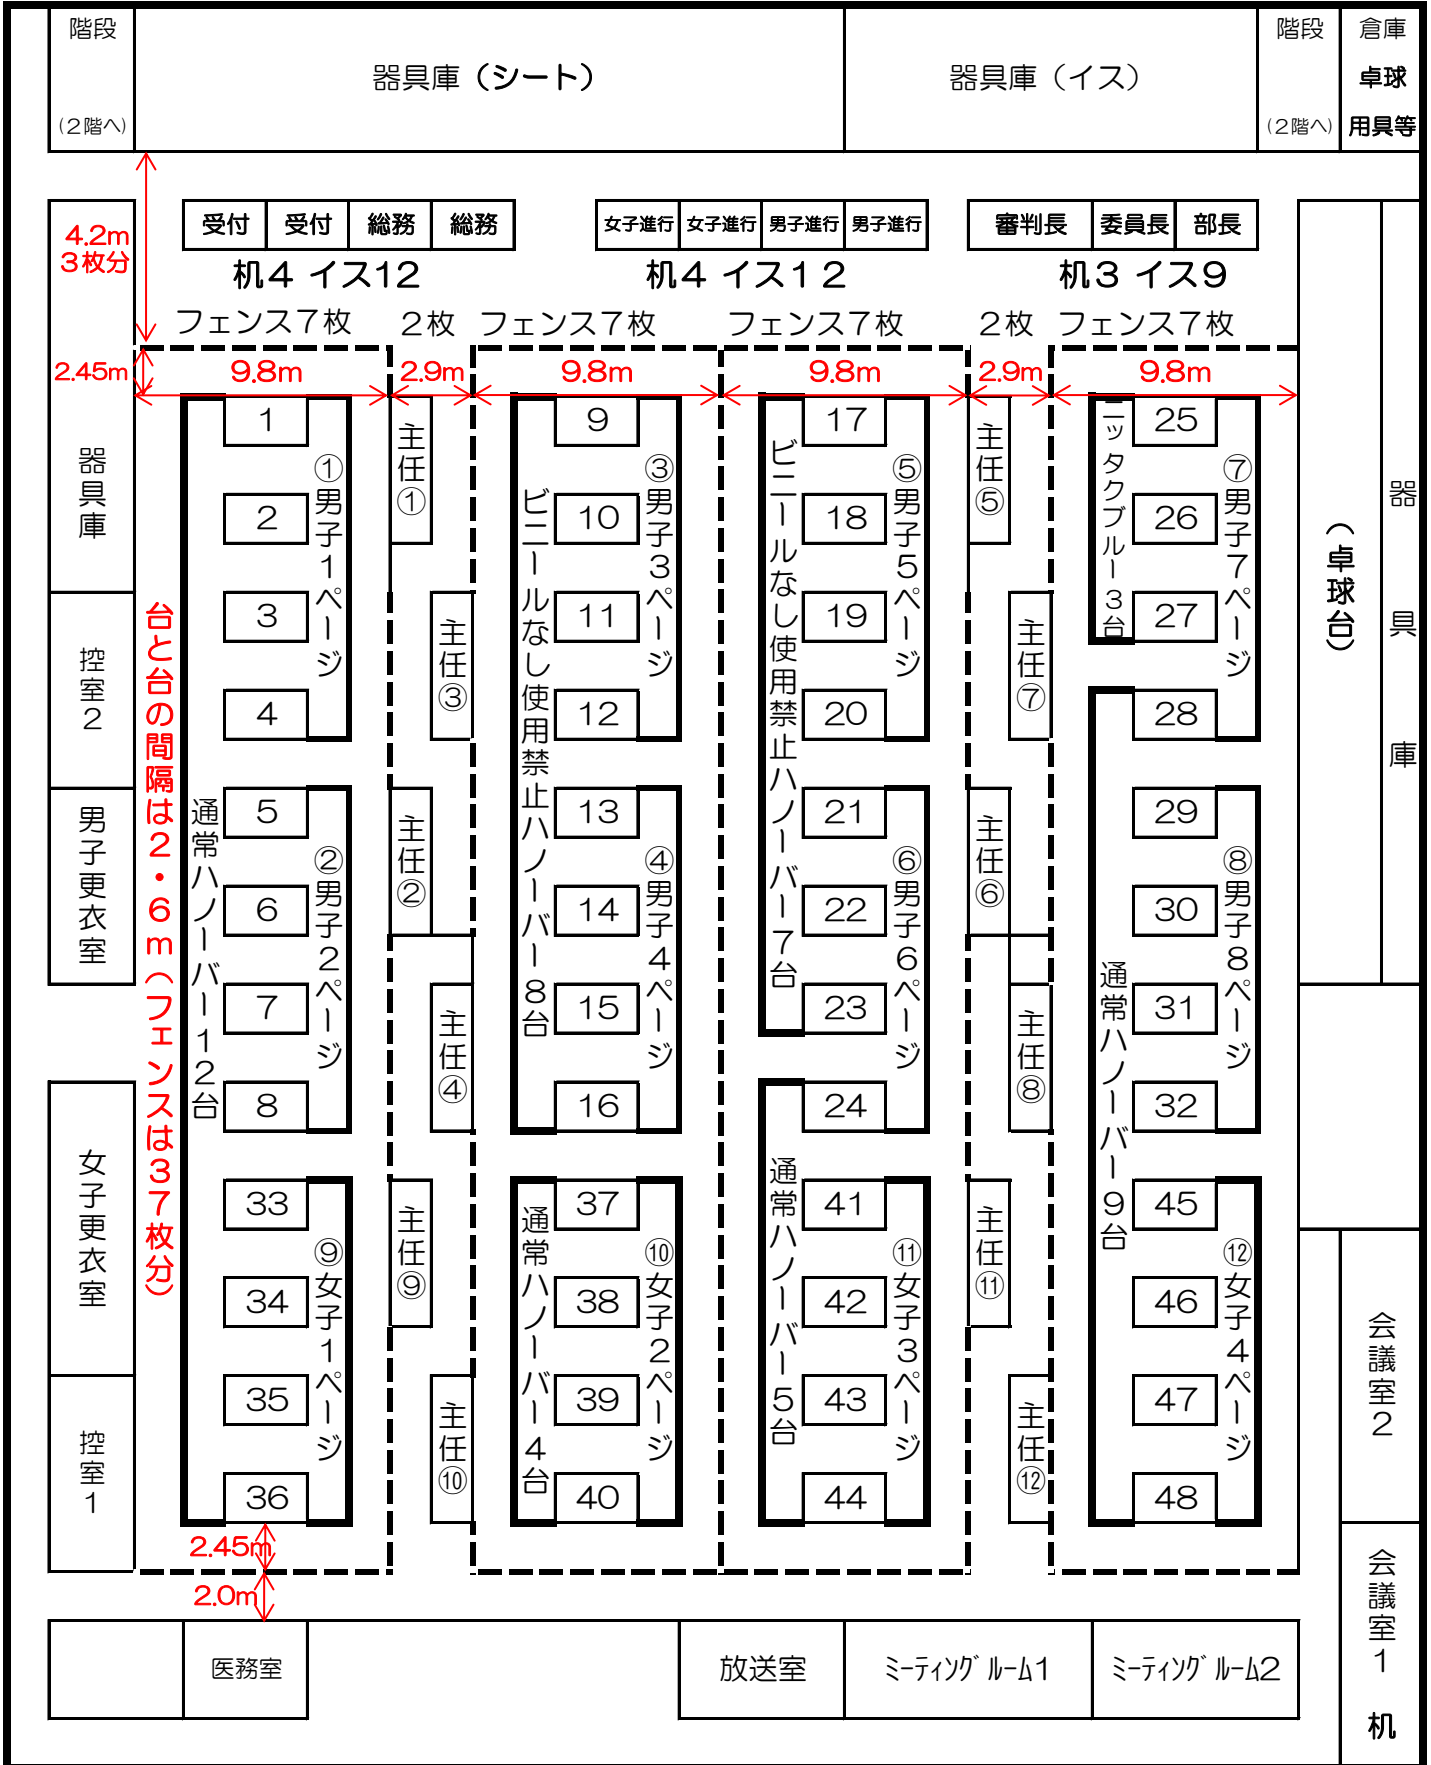 階段
(２階へ)
器具庫（シート）
器具庫（イス）
階段
(２階へ)
倉庫
卓球
用具等
4.2m
３枚分
受付
受付
総務
総務
机４ イス12
女子進行
女子進行
男子進行
男子進行
机４ イス１２
審判長
委員長
部長
机３ イス9
フェンス７枚
２枚
フェンス７枚
フェンス７枚
２枚
フェンス７枚
2.45m
9.8m
2.9m
9.8m
9.8m
2.9m
9.8m
器具庫
控室２
男子更衣室
女子更衣室
控室１
台と台の間隔は２・６ｍ（フェンスは３７枚分）
通常ハノーバー１２台
1
2
3
4
5
6
7
8
33
34
35
36
①男子１ページ
②男子２ページ
⑨女子１ページ
主任①
主任③
主任②
主任④
主任⑨
主任⑩
ビニールなし使用禁止ハノーバー８台
通常ハノーバー４台
9
10
11
12
13
14
15
16
37
38
39
40
③男子３ページ
④男子４ページ
⑩女子２ページ
ビニールなし使用禁止ハノーバー７台
通常ハノーバー５台
17
18
19
20
21
22
23
24
41
42
43
44
⑤男子５ページ
⑥男子６ページ
⑪女子３ページ
主任⑤
主任⑦
主任⑥
主任⑧
主任⑪
主任⑫
ニッタクブルー３台
通常ハノーバー９台
25
26
27
28
29
30
31
32
45
46
47
48
⑦男子７ページ
⑧男子８ページ
⑫女子４ページ
（卓球台）
器具庫
会議室２
会議室１
机
2.45m
2.0m
医務室
放送室
ﾐｰﾃｨﾝｸﾞﾙｰﾑ1
ﾐｰﾃｨﾝｸﾞﾙｰﾑ2